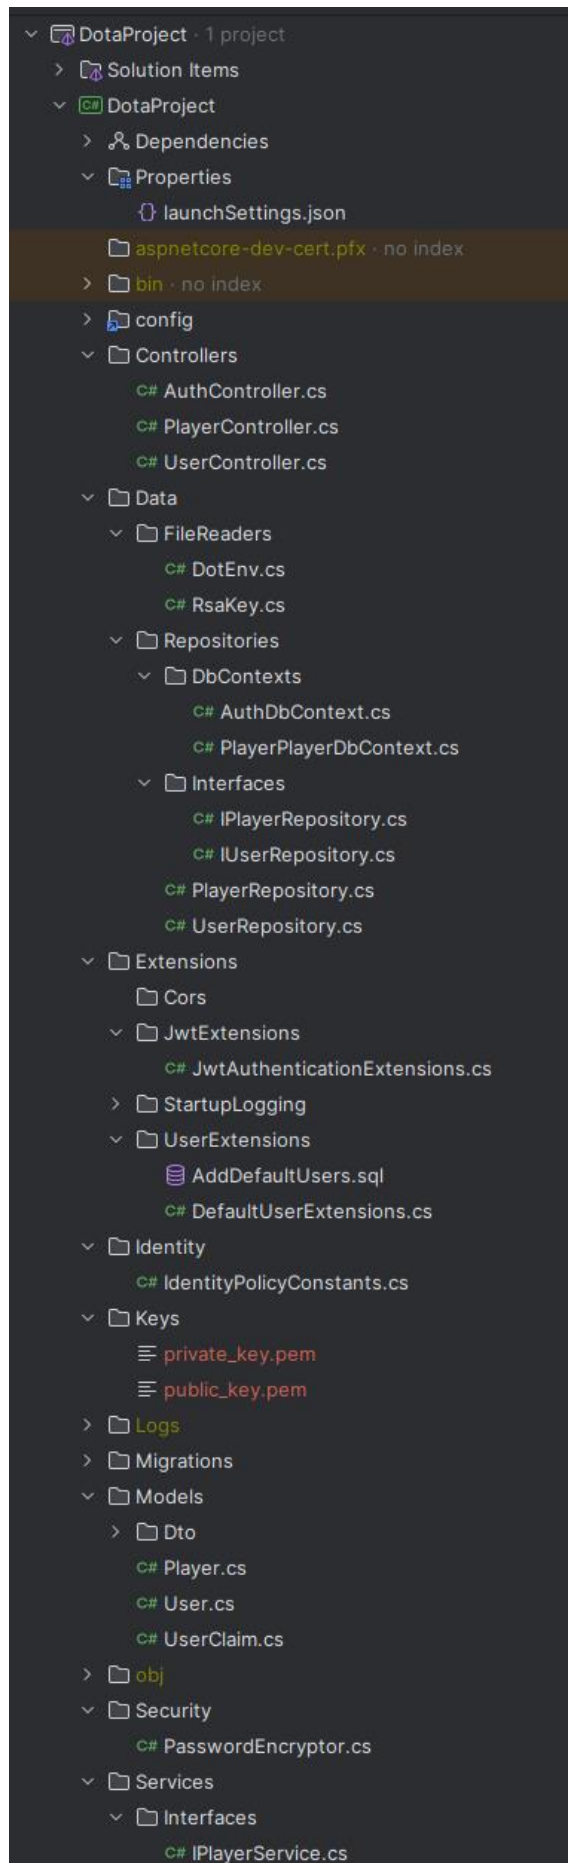 DotaProject · 1 project
Solution Items
C# DotaProject
Dependencies
Properties
{} launchSettings.json
aspnetcore-dev-cert.pfx · no index
bin · no index
config
Controllers
C# AuthController.cs
C# PlayerController.cs
C# UserController.cs
Data
FileReaders
C# DotEnv.cs
C# RsaKey.cs
Repositories
DbContexts
C# AuthDbContext.cs
C# PlayerPlayerDbContext.cs
Interfaces
C# IPlayerRepository.cs
C# IUserRepository.cs
C# PlayerRepository.cs
C# UserRepository.cs
Extensions
Cors
JwtExtensions
C# JwtAuthenticationExtensions.cs
StartupLogging
UserExtensions
AddDefaultUsers.sql
C# DefaultUserExtensions.cs
Identity
C# IdentityPolicyConstants.cs
Keys
private_key.pem
public_key.pem
Logs
Migrations
Models
Dto
C# Player.cs
C# User.cs
C# UserClaim.cs
obj
Security
C# PasswordEncryptor.cs
Services
Interfaces
C# IPlayerService.cs